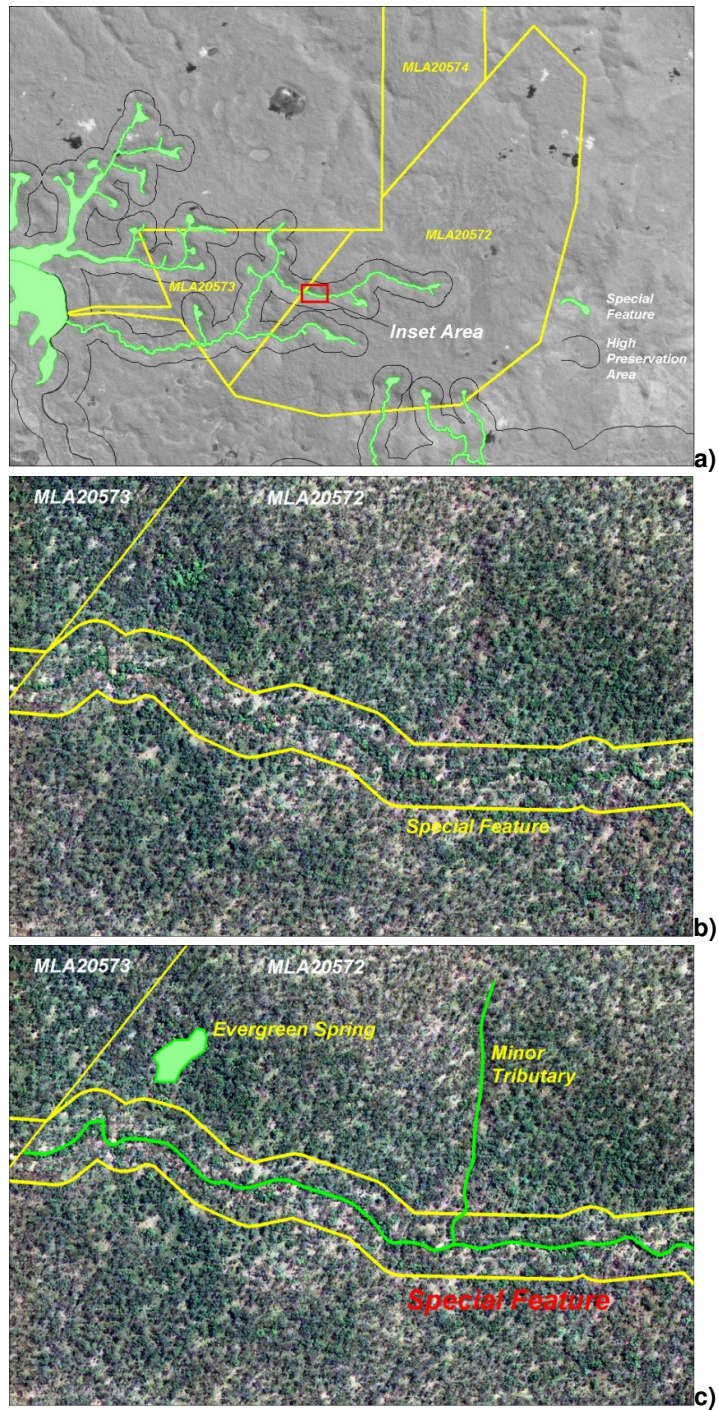 MLA20574
MLA20572
MLA20573
Inset Area
Special
Feature
High
Preservation
Area
a)
MLA20573
MLA20572
Special Feature
b)
MLA20573
MLA20572
Evergreen Spring
Minor
Tributary
Special Feature
c)